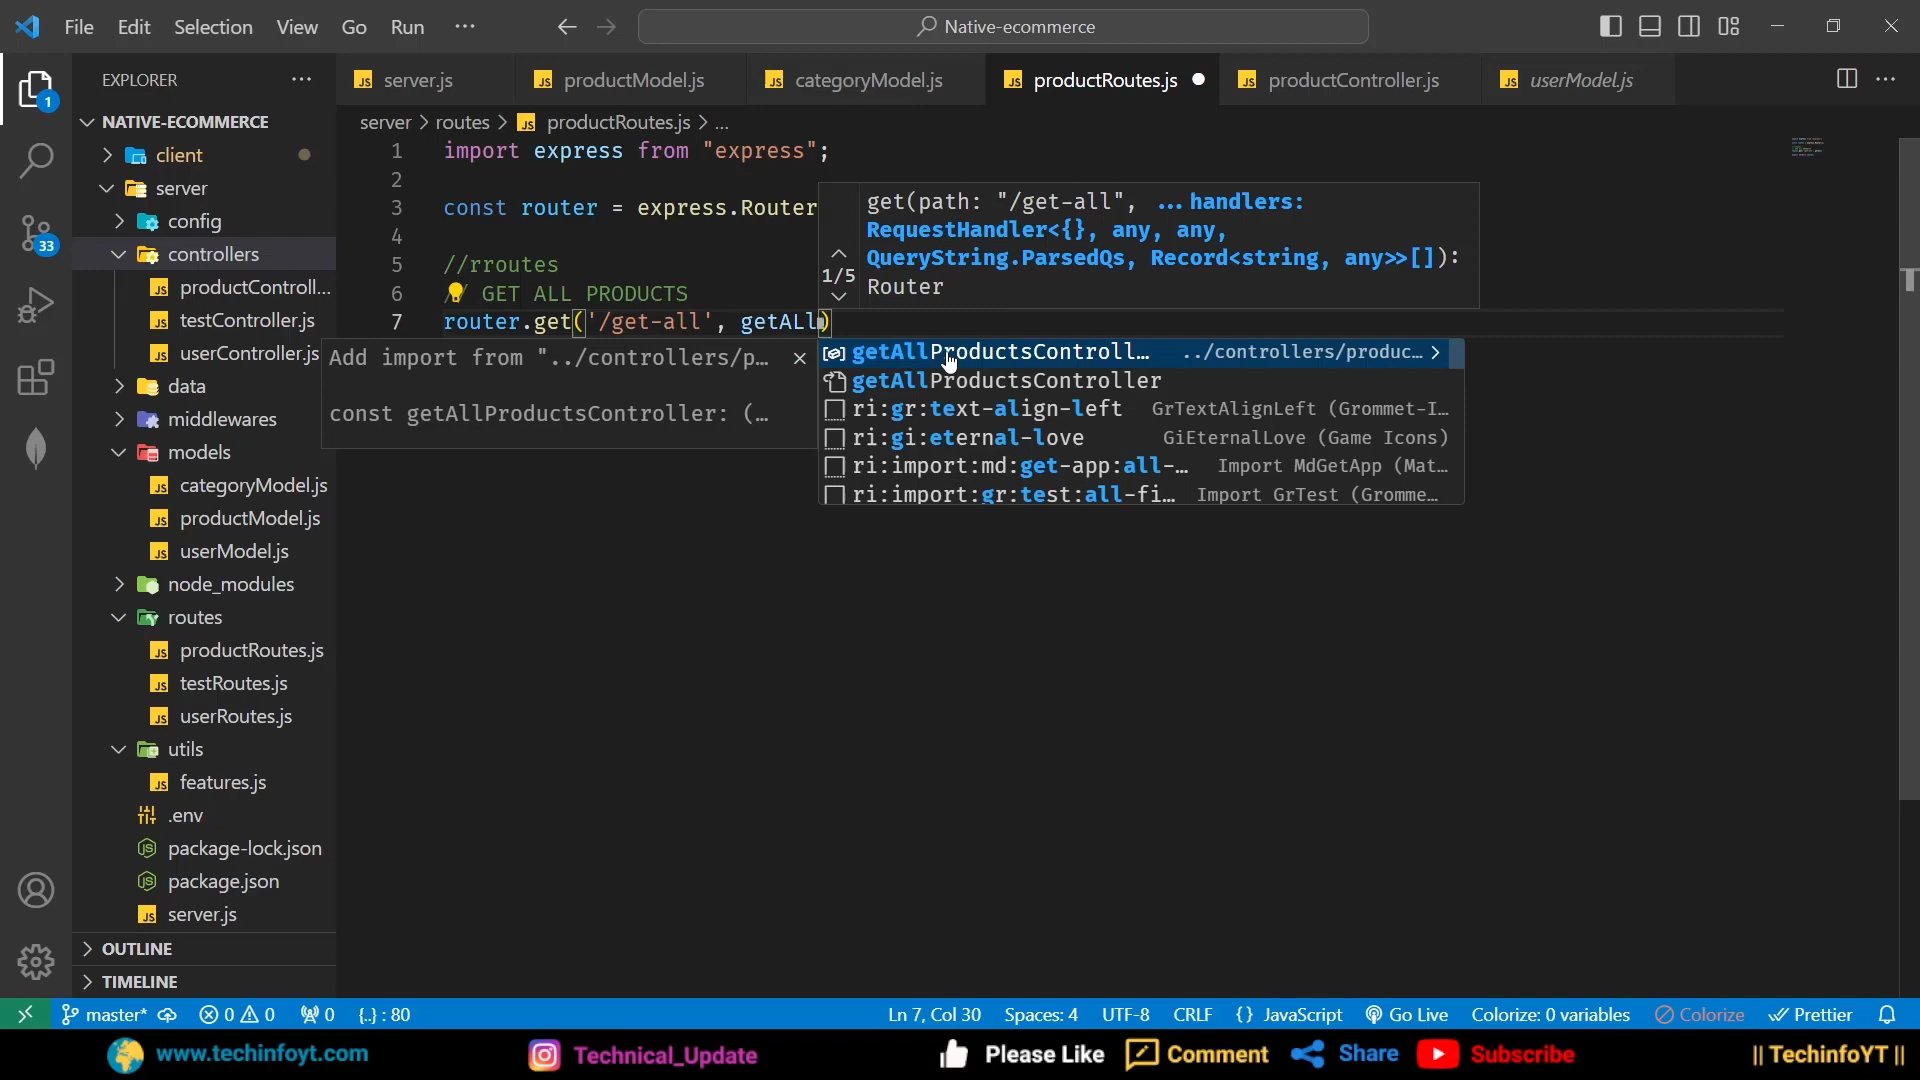 File Edit Selection View Go Run ···
Native-ecommerce
EXPLORER ···
server.js
productModel.js
categoryModel.js
productRoutes.js
productController.js
userModel.js
server > routes > productRoutes.js > ...
1
NATIVE-ECOMMERCE
client
server
config
controllers
productControll...
testController.js
userController.js
data
middlewares
models
categoryModel.js
productModel.js
userModel.js
node_modules
routes
productRoutes.js
testRoutes.js
userRoutes.js
utils
features.js
.env
package-lock.json
package.json
server.js
OUTLINE
TIMELINE
33
1 import express from "express";
2
3 const router = express.Router
4
5 //rroutes
6 GET ALL PRODUCTS
7 router.get('/get-all', getALl)
get(path: "/get-all", ...handlers:
RequestHandler<{}, any, any,
QueryString.ParsedQs, Record<string, any>>[]):
Router
1/5
Add import from "../controllers/p...
const getAllProductsController: (...
getAllProductsControll... ../controllers/produc...
getAllProductsController
ri:gr:text-align-left GrTextAlignLeft (Grommet-I...
ri:gi:eternal-love GiEternalLove (Game Icons)
ri:import:md:get-app:all-... Import MdGetApp (Mat...
ri:import:gr:test:all-fi... Import GrTest (Gromme...
master* 0 0 0 {..} : 80 Ln 7, Col 30 Spaces: 4 UTF-8 CRLF {} JavaScript Go Live Colorize: 0 variables Colorize Prettier
www.techinfoyt.com Technical_Update Please Like Comment Share Subscribe || TechinfoYT ||